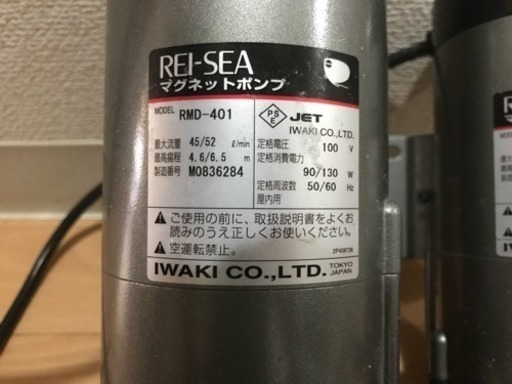 REI-SEA
マグネットポンプ
MODEL RMD-401
最大流量 45/52 ℓ/min
最高揚程 4.6/6.5 m
製造番号 M0836284
PS
E
JET
IWAKI CO.,LTD.
定格電圧 100 V
定格消費電力
90/130 W
定格周波数 50/60 Hz
屋内用
ご使用の前に、取扱説明書をよくお
読みのうえ正しくお使いください。
空運転禁止。
IWAKI CO.,LTD. TOKYO
JAPAN